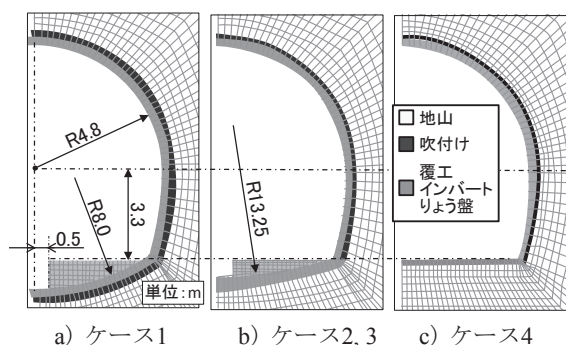 R4.8
3.3
R8.0
0.5
単位:m
R13.25
地山
吹付け
覆工
インバート
りょう盤
a) ケース1
b) ケース2, 3
c) ケース4